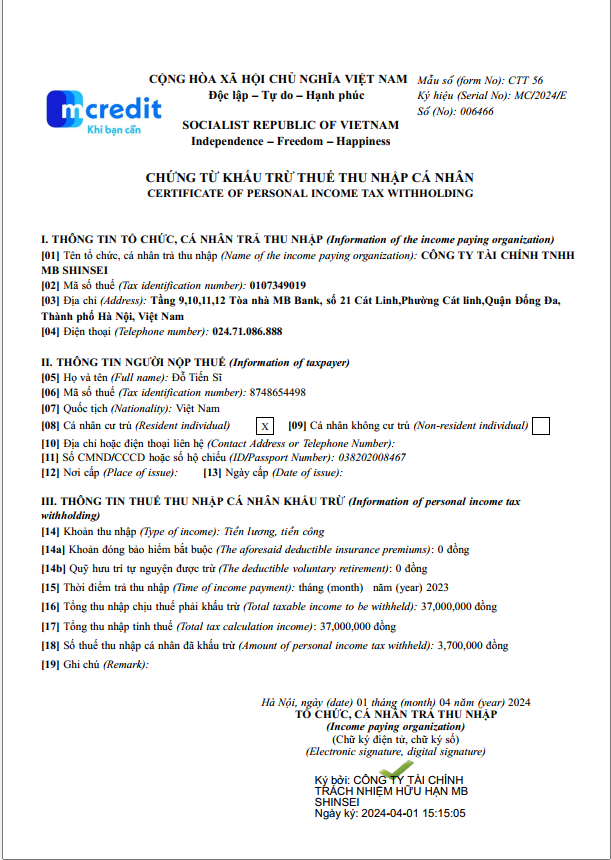 mcredit
Khi bạn cần
CỘNG HÒA XÃ HỘI CHỦ NGHĨA VIỆT NAM
Độc lập – Tự do – Hạnh phúc
SOCIALIST REPUBLIC OF VIETNAM
Independence – Freedom – Happiness
Mẫu số (form No): CTT 56
Ký hiệu (Serial No): MC/2024/E
Số (No): 006466
CHỨNG TỪ KHẤU TRỪ THUẾ THU NHẬP CÁ NHÂN
CERTIFICATE OF PERSONAL INCOME TAX WITHHOLDING
I. THÔNG TIN TỔ CHỨC, CÁ NHÂN TRẢ THU NHẬP (Information of the income paying organization)
[01] Tên tổ chức, cá nhân trả thu nhập (Name of the income paying organization): CÔNG TY TÀI CHÍNH TNHH
MB SHINSEI
[02] Mã số thuế (Tax identification number): 0107349019
[03] Địa chỉ (Address): Tầng 9,10,11,12 Tòa nhà MB Bank, số 21 Cát Linh,Phường Cát linh,Quận Đống Đa,
Thành phố Hà Nội, Việt Nam
[04] Điện thoại (Telephone number): 024.71.086.888
II. THÔNG TIN NGƯỜI NỘP THUẾ (Information of taxpayer)
[05] Họ và tên (Full name): Đỗ Tiến Sĩ
[06] Mã số thuế (Tax identification number): 8748654498
[07] Quốc tịch (Nationality): Việt Nam
[08] Cá nhân cư trú (Resident individual) X [09] Cá nhân không cư trú (Non-resident individual)
[10] Địa chỉ hoặc điện thoại liên hệ (Contact Address or Telephone Number):
[11] Số CMND/CCCD hoặc số hộ chiếu (ID/Passport Number): 038202008467
[12] Nơi cấp (Place of issue): [13] Ngày cấp (Date of issue):
III. THÔNG TIN THUẾ THU NHẬP CÁ NHÂN KHẤU TRỪ (Information of personal income tax
withholding)
[14] Khoản thu nhập (Type of income): Tiền lương, tiền công
[14a] Khoản đóng bảo hiểm bắt buộc (The aforesaid deductible insurance premiums): 0 đồng
[14b] Quỹ hưu trí tự nguyện được trừ (The deductible voluntary retirement): 0 đồng
[15] Thời điểm trả thu nhập (Time of income payment): tháng (month) năm (year) 2023
[16] Tổng thu nhập chịu thuế phải khấu trừ (Total taxable income to be withheld): 37,000,000 đồng
[17] Tổng thu nhập tính thuế (Total tax calculation income): 37,000,000 đồng
[18] Số thuế thu nhập cá nhân đã khấu trừ (Amount of personal income tax withheld): 3,700,000 đồng
[19] Ghi chú (Remark):
Hà Nội, ngày (date) 01 tháng (month) 04 năm (year) 2024
TỔ CHỨC, CÁ NHÂN TRẢ THU NHẬP
(Income paying organization)
(Chữ ký điện tử, chữ ký số)
(Electronic signature, digital signature)
Ký bởi: CÔNG TY TÀI CHÍNH
TRÁCH NHIỆM HỮU HẠN MB
SHINSEI
Ngày ký: 2024-04-01 15:15:05